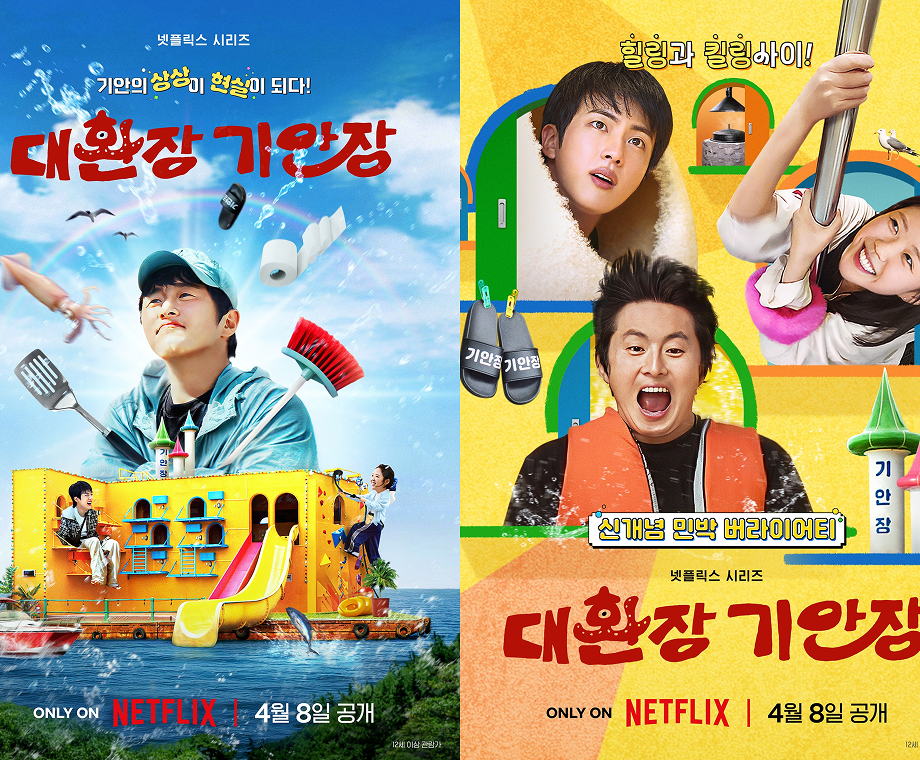 넷플릭스 시리즈
기안의 상상이 현실이 되다!
대환장 기안장
기안장
ONLY ON NETFLIX | 4월 8일 공개
12세 이상 관람가
힐링과 킬링 싸이!
기안장 기안장
기안장
신개념 민박 버라이어티
넷플릭스 시리즈
대환장 기안장
ONLY ON NETFLIX | 4월 8일 공개
12세